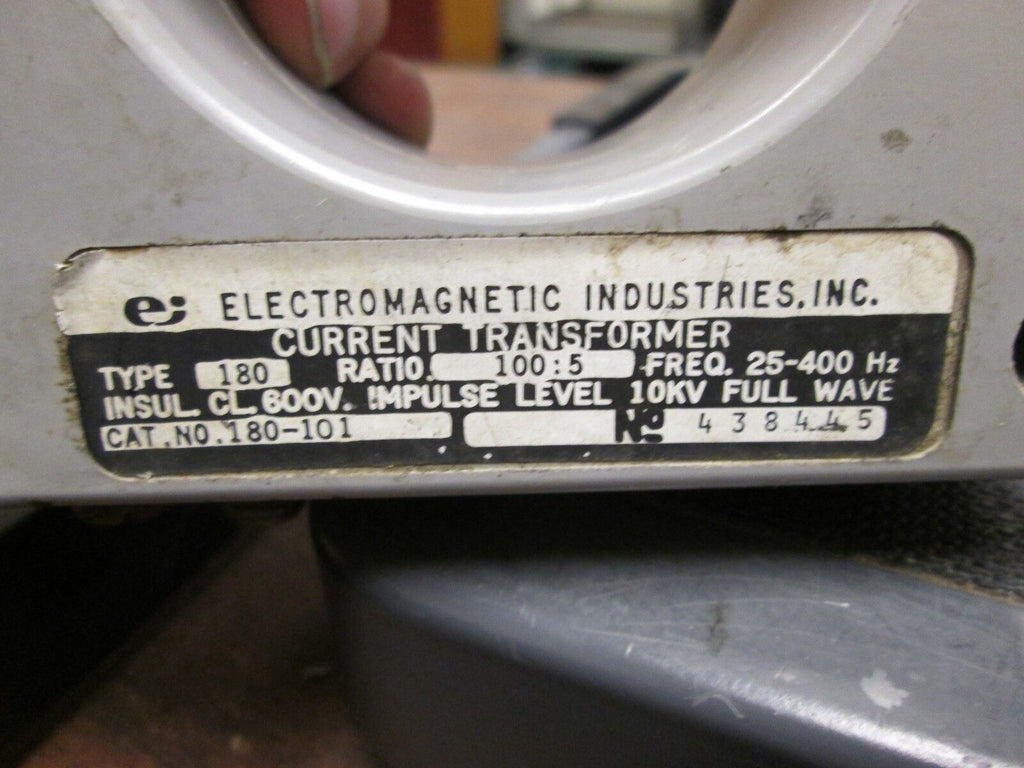 ei ELECTROMAGNETIC INDUSTRIES, INC.
CURRENT TRANSFORMER
TYPE 180 RATIO. 100:5 FREQ. 25-400 Hz
INSUL. CL. 600V. IMPULSE LEVEL 10KV FULL WAVE
CAT. NO. 180-101 No 438445